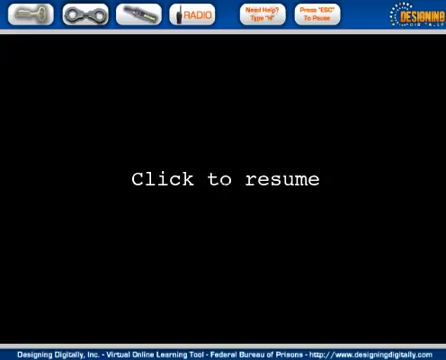 RADIO
Need Help?
Type "H"
Press "ESC"
To Pause
DESIGNING
DIGITALLY
Click to resume
Designing Digitally, Inc. - Virtual Online Learning Tool - Federal Bureau of Prisons - http://www.designingdigitally.com